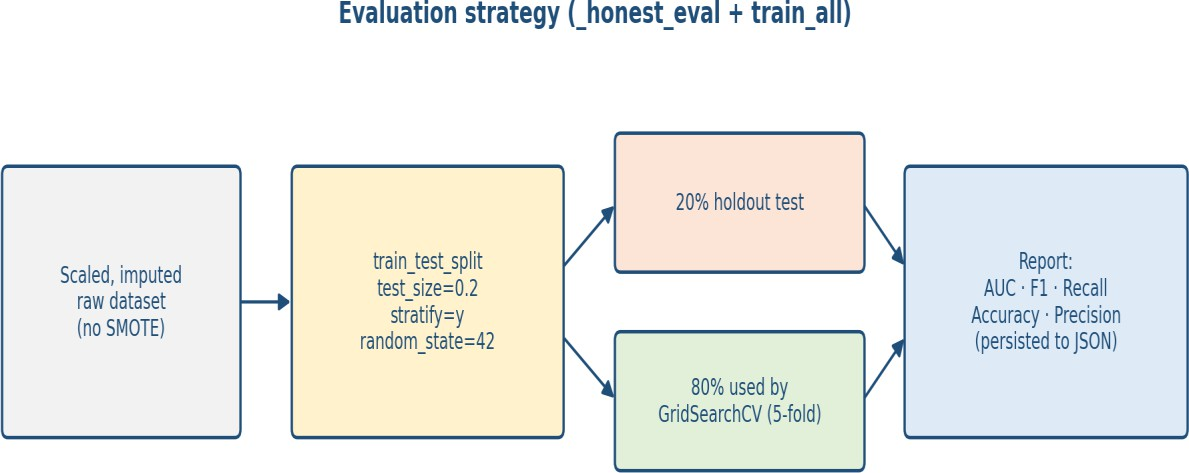 Evaluation strategy (_honest_eval + train_all)
Scaled, imputed
raw dataset
(no SMOTE)
train_test_split
test_size=0.2
stratify=y
random_state=42
20% holdout test
80% used by
GridSearchCV (5-fold)
Report:
AUC · F1 · Recall
Accuracy · Precision
(persisted to JSON)